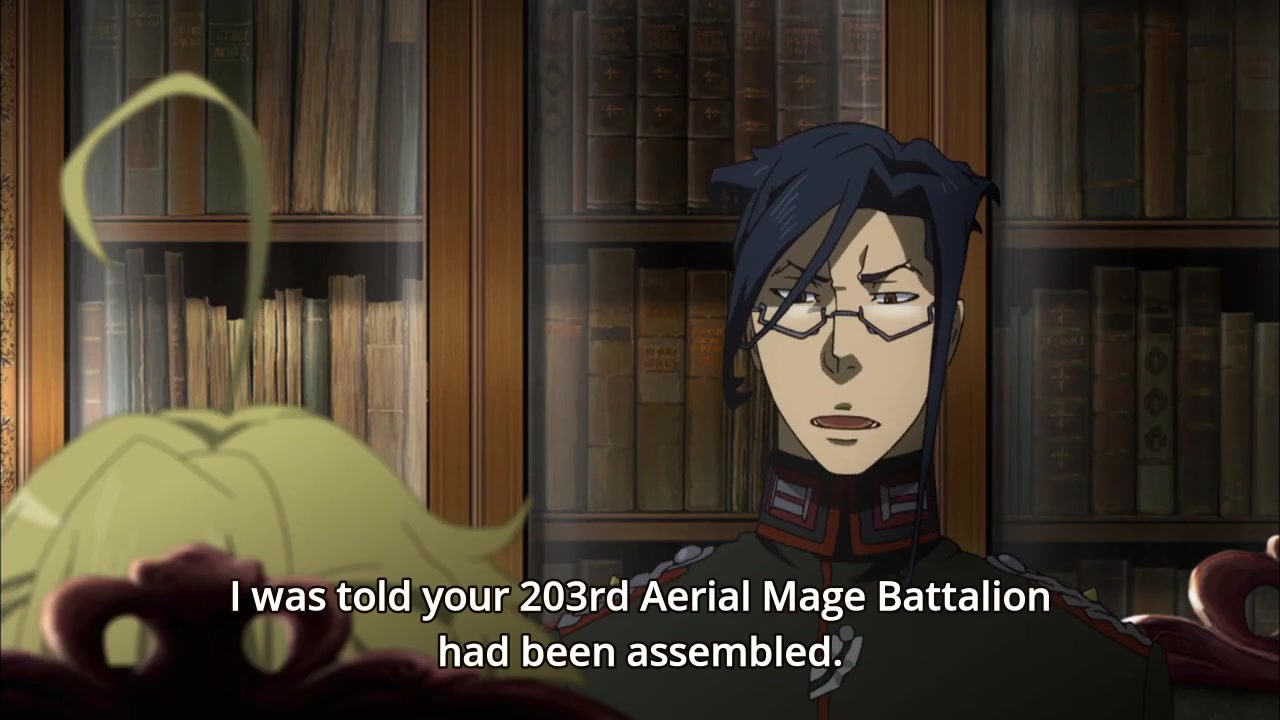 I was told your 203rd Aerial Mage Battalion
had been assembled.